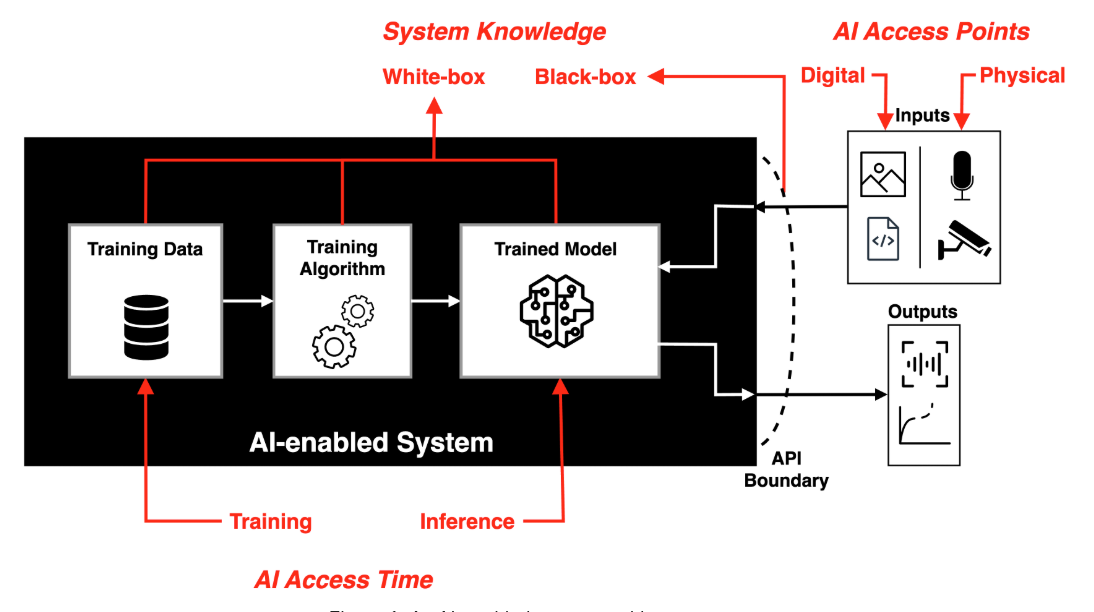 System Knowledge
AI Access Points
White-box
Black-box
Digital
Physical
Inputs
Training Data
Training
Algorithm
Trained Model
</>
Outputs
AI-enabled System
API
Boundary
Training
Inference
AI Access Time